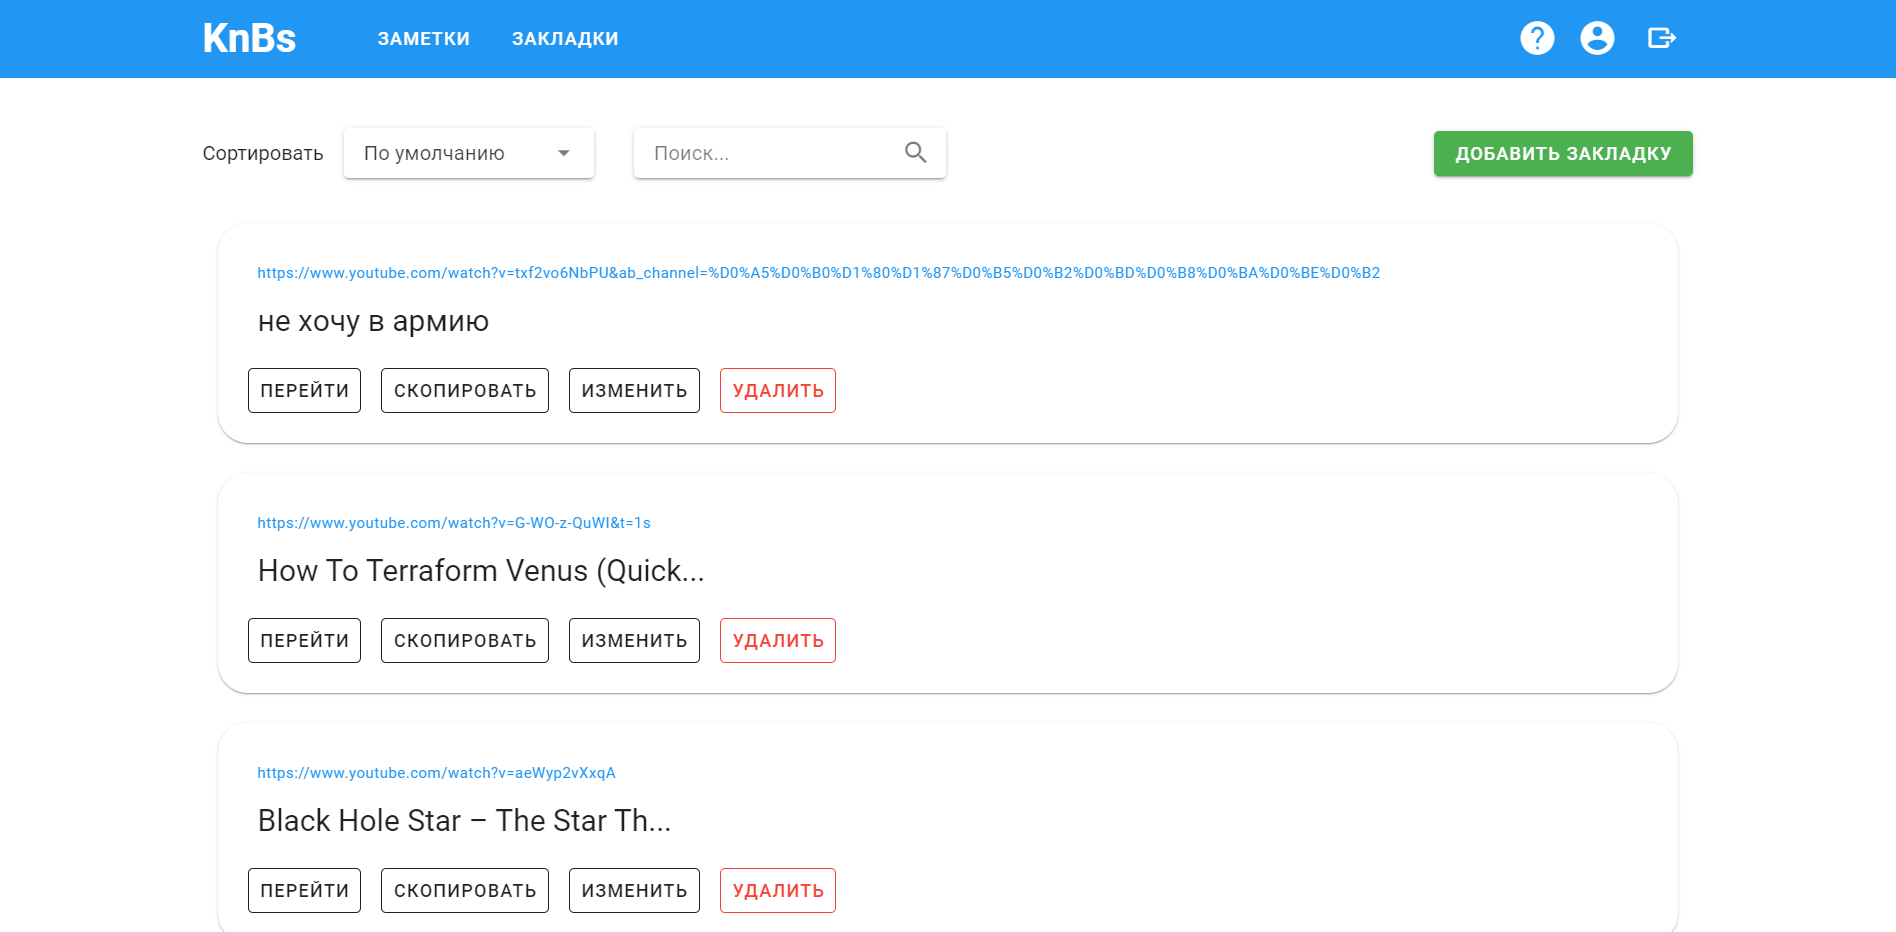 KnBs ЗАМЕТКИ ЗАКЛАДКИ
Сортировать По умолчанию Поиск... ДОБАВИТЬ ЗАКЛАДКУ
https://www.youtube.com/watch?v=txf2vo6NbPU&ab_channel=%D0%A5%D0%B0%D1%80%D1%87%D0%B5%D0%B2%D0%BD%D0%B8%D0%BA%D0%BE%D0%B2
не хочу в армию
ПЕРЕЙТИ СКОПИРОВАТЬ ИЗМЕНИТЬ УДАЛИТЬ
https://www.youtube.com/watch?v=G-WO-z-QuWI&t=1s
How To Terraform Venus (Quick...
ПЕРЕЙТИ СКОПИРОВАТЬ ИЗМЕНИТЬ УДАЛИТЬ
https://www.youtube.com/watch?v=aeWyp2vXxqA
Black Hole Star – The Star Th...
ПЕРЕЙТИ СКОПИРОВАТЬ ИЗМЕНИТЬ УДАЛИТЬ